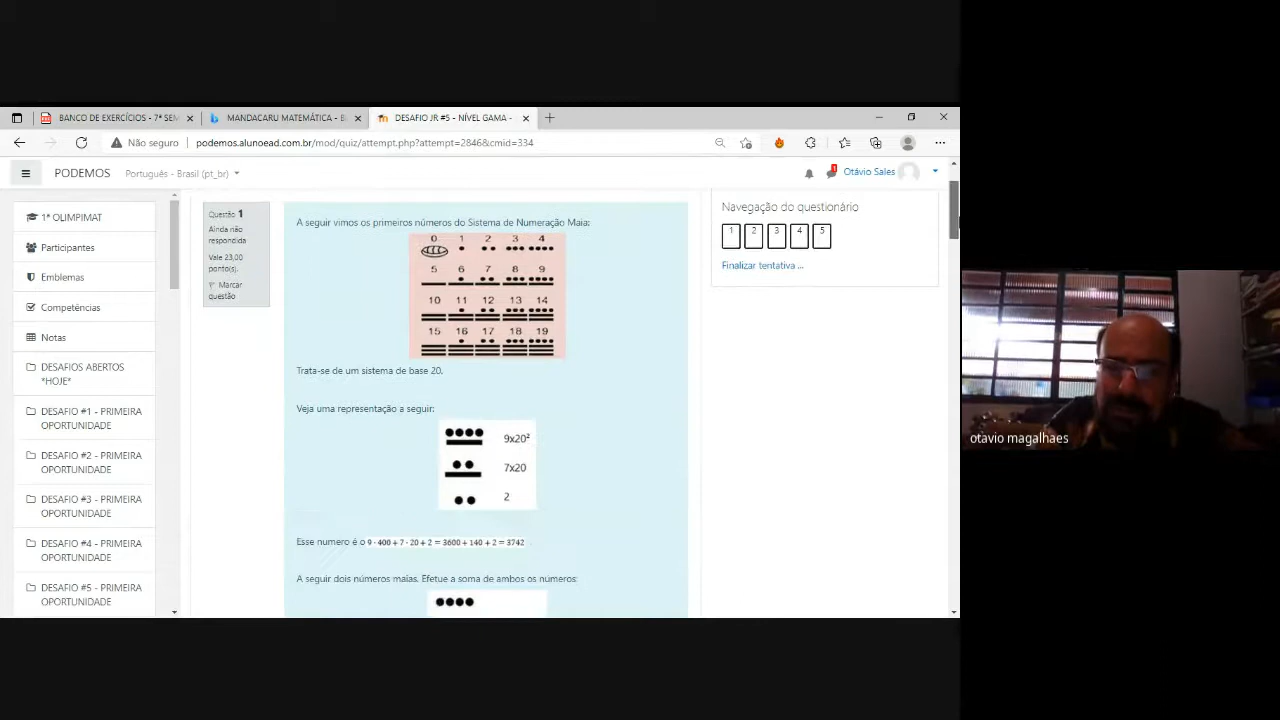 BANCO DE EXERCÍCIOS - 7ª SEM
MANDACARU MATEMÁTICA - B
DESAFIO JR #5 - NÍVEL GAMA -
Não seguro
podemos.alunoead.com.br/mod/quiz/attempt.php?attempt=2846&cmid=334
PODEMOS
Português - Brasil (pt_br)
1
Otávio Sales
1ª OLIMPIMAT
Participantes
Emblemas
Competências
Notas
DESAFIOS ABERTOS
*HOJE*
DESAFIO #1 - PRIMEIRA
OPORTUNIDADE
DESAFIO #2 - PRIMEIRA
OPORTUNIDADE
DESAFIO #3 - PRIMEIRA
OPORTUNIDADE
DESAFIO #4 - PRIMEIRA
OPORTUNIDADE
DESAFIO #5 - PRIMEIRA
OPORTUNIDADE
Questão 1
Ainda não
respondida
Vale 23,00
ponto(s).
Marcar
questão
A seguir vimos os primeiros números do Sistema de Numeração Maia:
0 1 2 3 4
5 6 7 8 9
10 11 12 13 14
15 16 17 18 19
Trata-se de um sistema de base 20.
Veja uma representação a seguir:
9x20²
7x20
2
Esse numero é o 9 · 400 + 7 · 20 + 2 = 3600 + 140 + 2 = 3742
A seguir dois números maias. Efetue a soma de ambos os números:
Navegação do questionário
1 2 3 4 5
Finalizar tentativa ...
otavio magalhaes